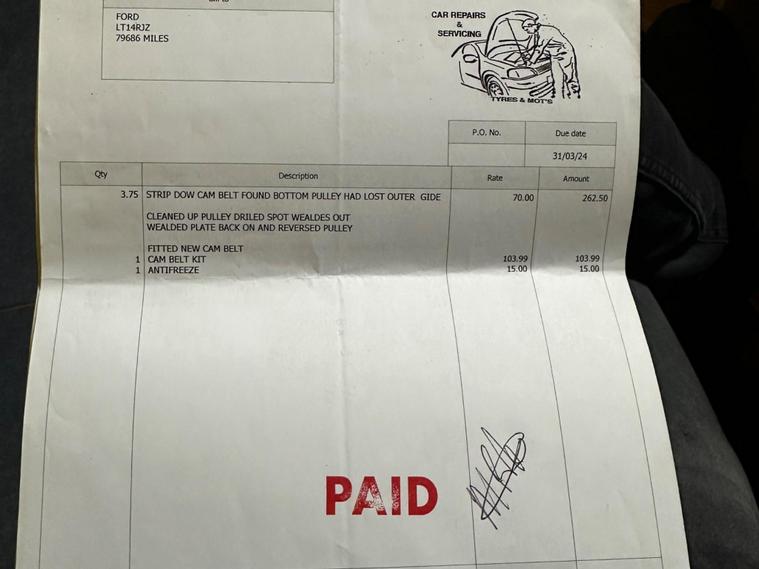 FORD
LT14RJZ
79686 MILES
CAR REPAIRS
&
SERVICING
TYRES & MOT'S
P.O. No. Due date
31/03/24
Qty Description Rate Amount
3.75 STRIP DOW CAM BELT FOUND BOTTOM PULLEY HAD LOST OUTER GIDE 70.00 262.50
CLEANED UP PULLEY DRILED SPOT WEALDES OUT
WEALDED PLATE BACK ON AND REVERSED PULLEY
FITTED NEW CAM BELT
1 CAM BELT KIT 103.99 103.99
1 ANTIFREEZE 15.00 15.00
PAID